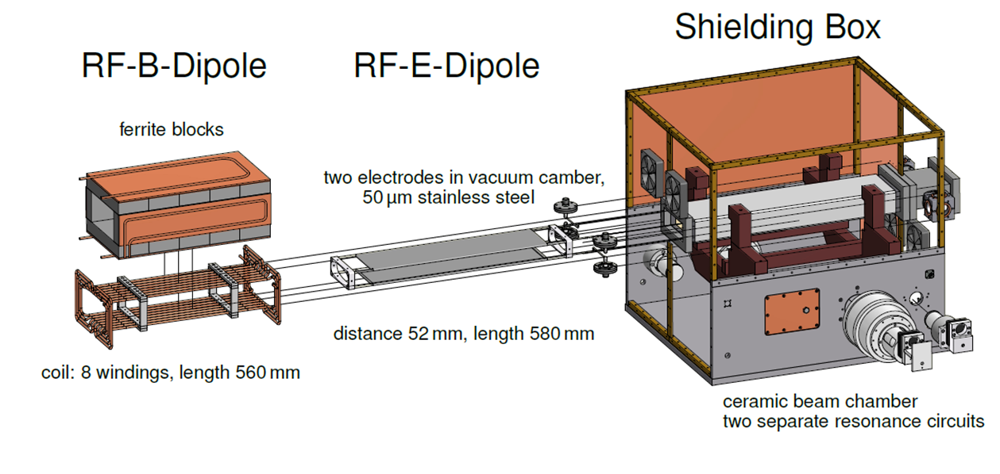 RF-B-Dipole
RF-E-Dipole
Shielding Box
ferrite blocks
two electrodes in vacuum camber,
50 µm stainless steel
distance 52 mm, length 580 mm
coil: 8 windings, length 560 mm
ceramic beam chamber
two separate resonance circuits